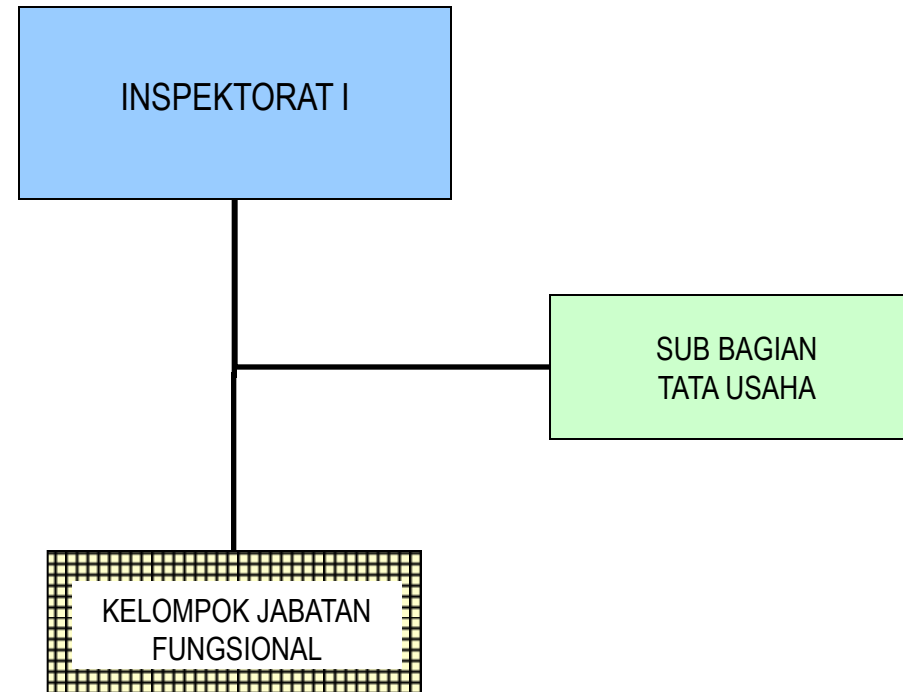 INSPEKTORAT I
SUB BAGIAN
TATA USAHA
KELOMPOK JABATAN
FUNGSIONAL